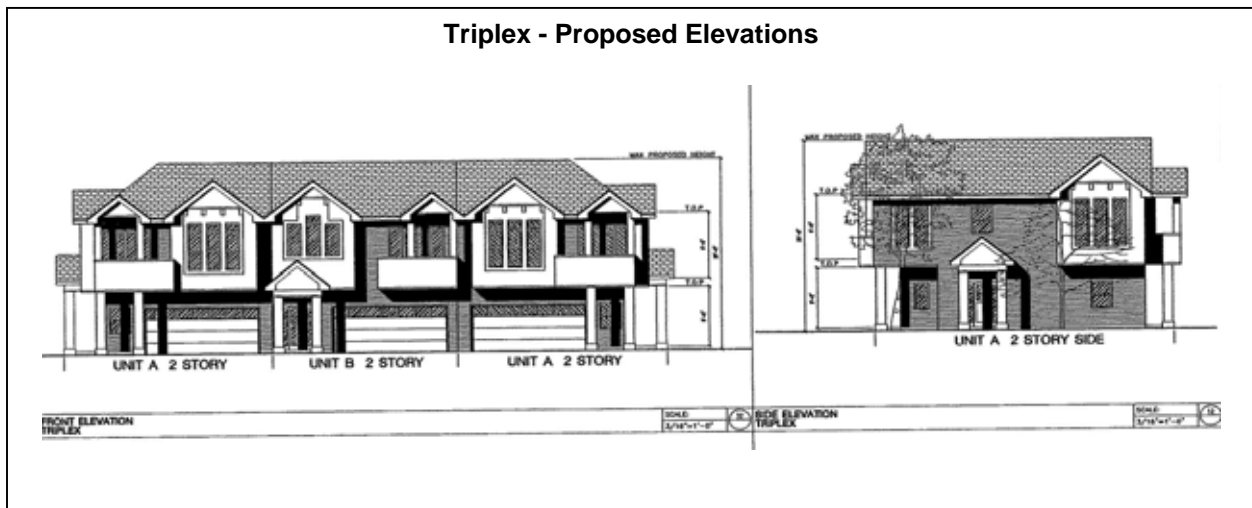 Triplex - Proposed Elevations
MAX PROPOSED HEIGHT
T.O.P
T.O.P
UNIT A 2 STORY
UNIT B 2 STORY
UNIT A 2 STORY
FRONT ELEVATION
TRIPLEX
SCALE:
3/16"=1'-0"
MAX PROPOSED HEIGHT
T.O.P
T.O.P
UNIT A 2 STORY SIDE
SIDE ELEVATION
TRIPLEX
SCALE:
3/16"=1'-0"